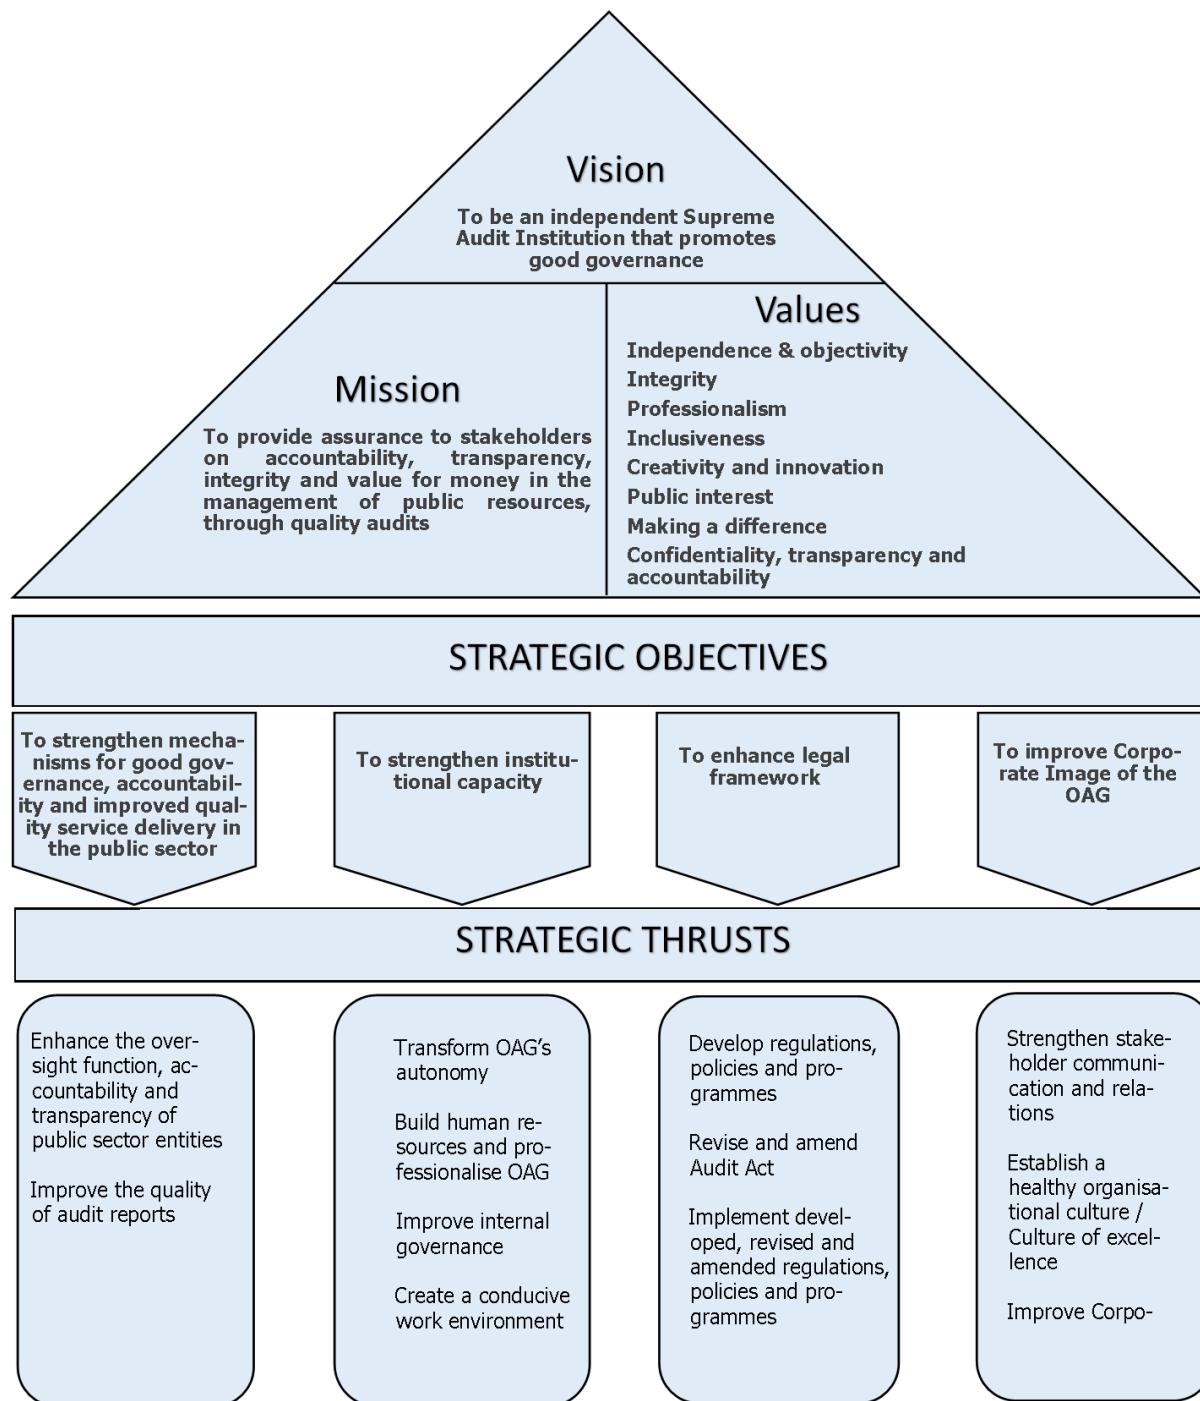 Vision
To be an independent Supreme
Audit Institution that promotes
good governance
Mission
To provide assurance to stakeholders
on accountability, transparency,
integrity and value for money in the
management of public resources,
through quality audits
Values
Independence & objectivity
Integrity
Professionalism
Inclusiveness
Creativity and innovation
Public interest
Making a difference
Confidentiality, transparency and
accountability
STRATEGIC OBJECTIVES
To strengthen mecha-
nisms for good gov-
ernance, accountabil-
ity and improved qual-
ity service delivery in
the public sector
To strengthen institu-
tional capacity
To enhance legal
framework
To improve Corpo-
rate Image of the
OAG
STRATEGIC THRUSTS
Enhance the over-
sight function, ac-
countability and
transparency of
public sector entities
Improve the quality
of audit reports
Transform OAG's
autonomy
Build human re-
sources and pro-
fessionalise OAG
Improve internal
governance
Create a conducive
work environment
Develop regulations,
policies and pro-
grammes
Revise and amend
Audit Act
Implement devel-
oped, revised and
amended regulations,
policies and pro-
grammes
Strengthen stake-
holder communi-
cation and rela-
tions
Establish a
healthy organisa-
tional culture /
Culture of excel-
lence
Improve Corpo-